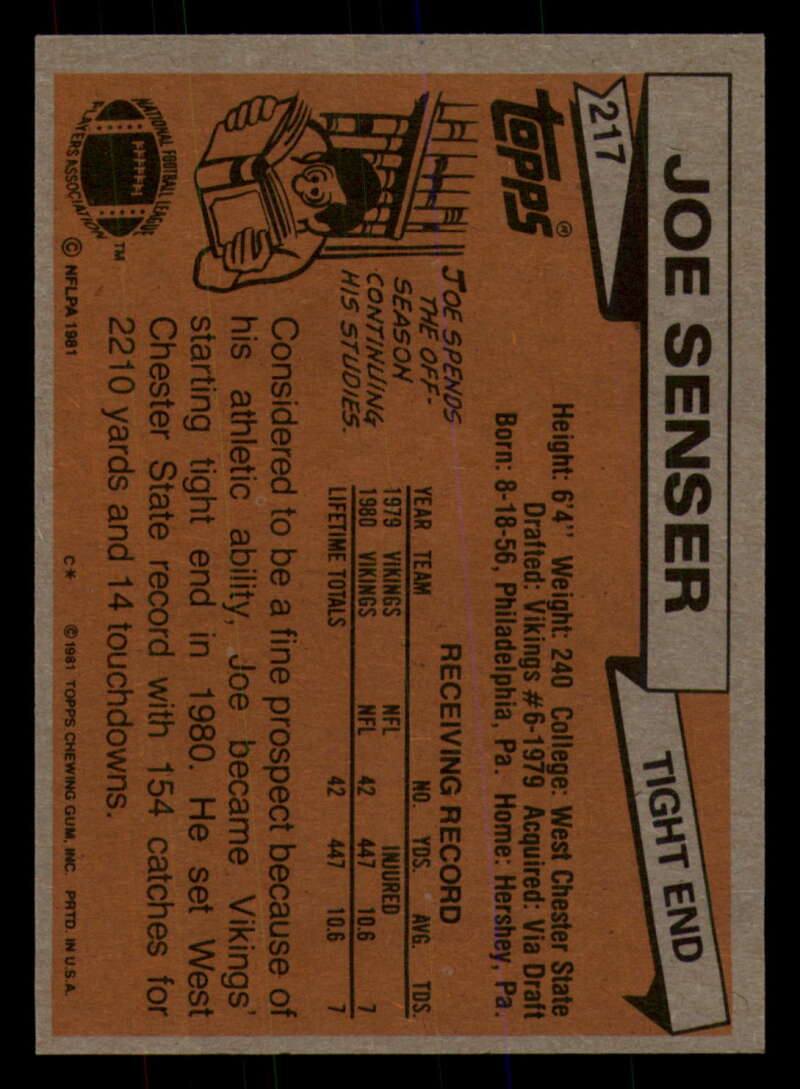 217
JOE SENSER
TIGHT END
TOPPS®
Height: 6'4" Weight: 240 College: West Chester State
Drafted: Vikings #6-1979 Acquired: Via Draft
Born: 8-18-56, Philadelphia, Pa. Home: Hershey, Pa.
JOE SPENDS
THE OFF-
SEASON
CONTINUING
HIS STUDIES.
RECEIVING RECORD
YEAR TEAM NO. YDS. AVG. TDS.
1979 VIKINGS NFL INJURED
1980 VIKINGS NFL 42 447 10.6 7
LIFETIME TOTALS 42 447 10.6 7
Considered to be a fine prospect because of
his athletic ability, Joe became Vikings'
starting tight end in 1980. He set West
Chester State record with 154 catches for
2210 yards and 14 touchdowns.
NATIONAL FOOTBALL LEAGUE
PLAYERS ASSOCIATION
TM
© NFLPA 1981
C* © 1981 TOPPS CHEWING GUM, INC. PRTD. IN U.S.A.